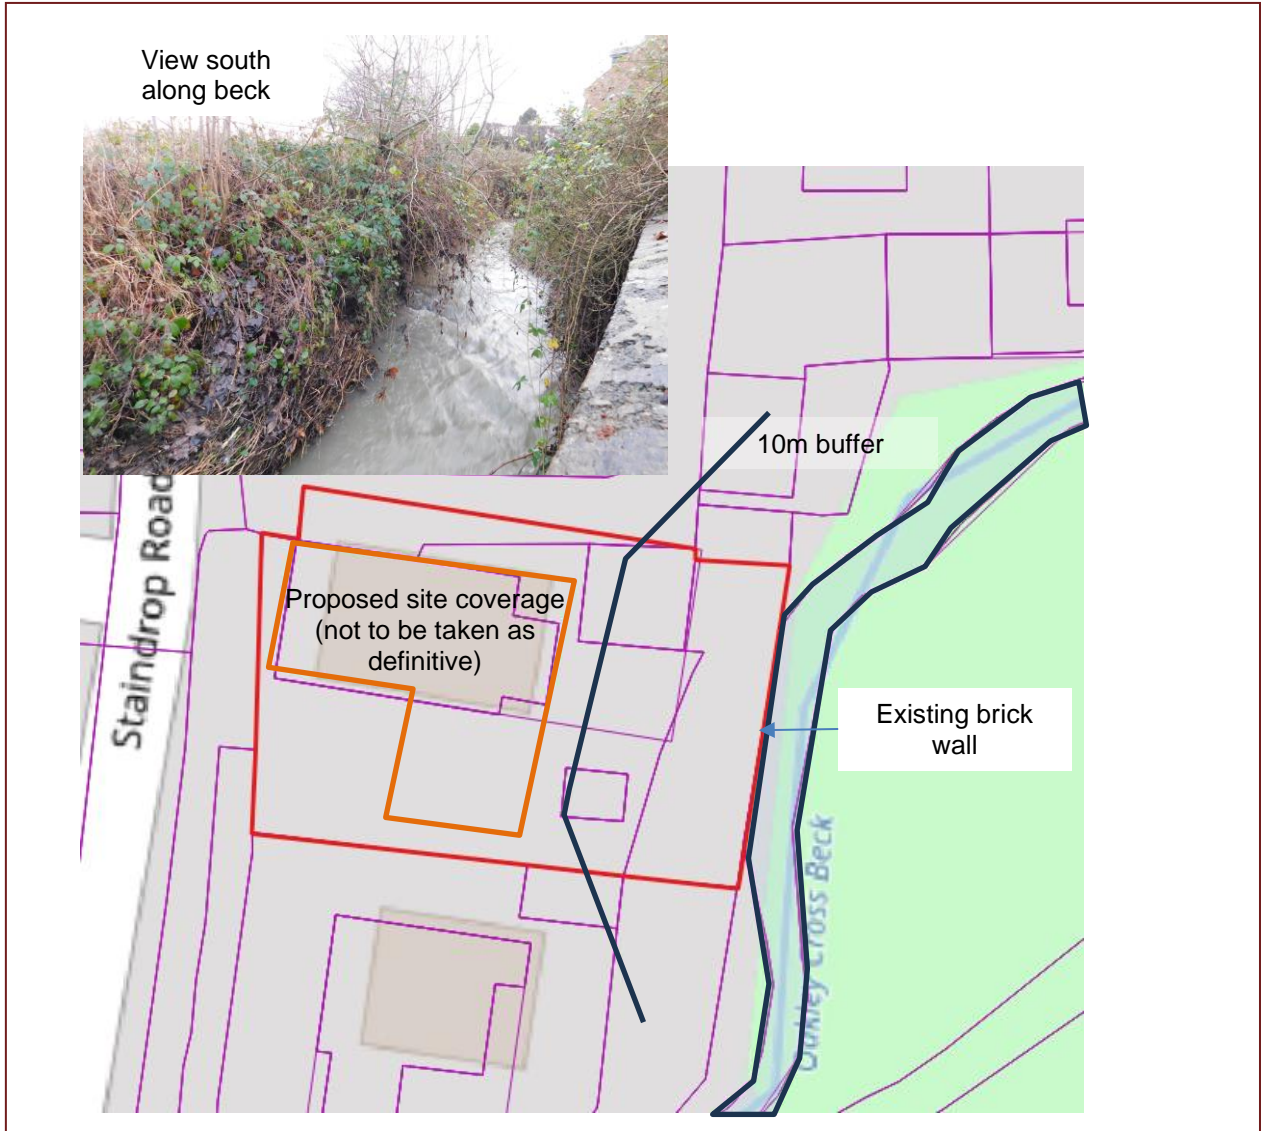 View south
along beck
10m buffer
Proposed site coverage
(not to be taken as
definitive)
Staindrop Road
Existing brick
wall
Oakley Cross Beck